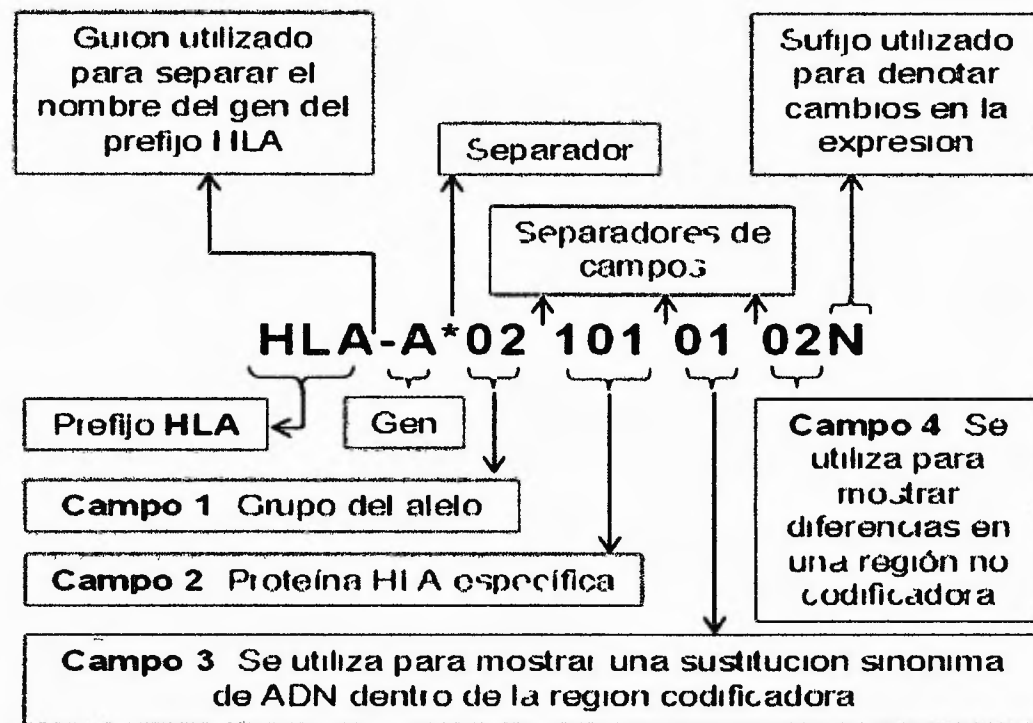 Guion utilizado
para separar el
nombre del gen del
prefijo HLA
Sufijo utilizado
para denotar
cambios en la
expresion
Separador
Separadores de
campos
HLA-A*02 101 01 02N
Prefijo HLA
Gen
Campo 1 Grupo del alelo
Campo 2 Proteína HLA específica
Campo 3 Se utiliza para mostrar una sustitucion sinonima
de ADN dentro de la region codificadora
Campo 4 Se
utiliza para
mostrar
diferencias en
una región no
codificadora